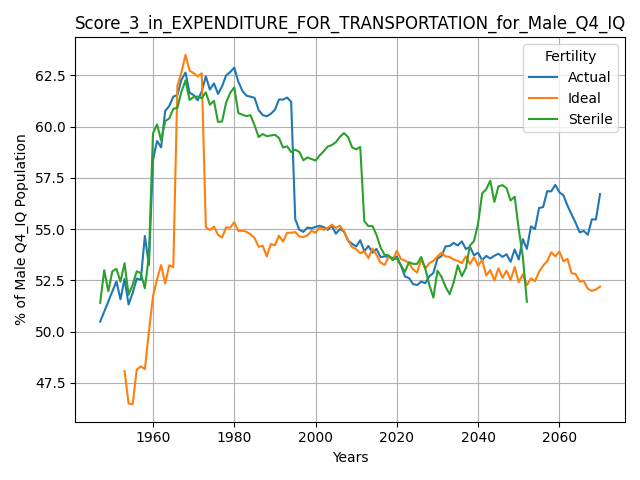 Score_3_in_EXPENDITURE_FOR_TRANSPORTATION_for_Male_Q4_IQ
Fertility
Actual
Ideal
Sterile
% of Male Q4_IQ Population
62.5
60.0
57.5
55.0
52.5
50.0
47.5
1960 1980 2000 2020 2040 2060
Years